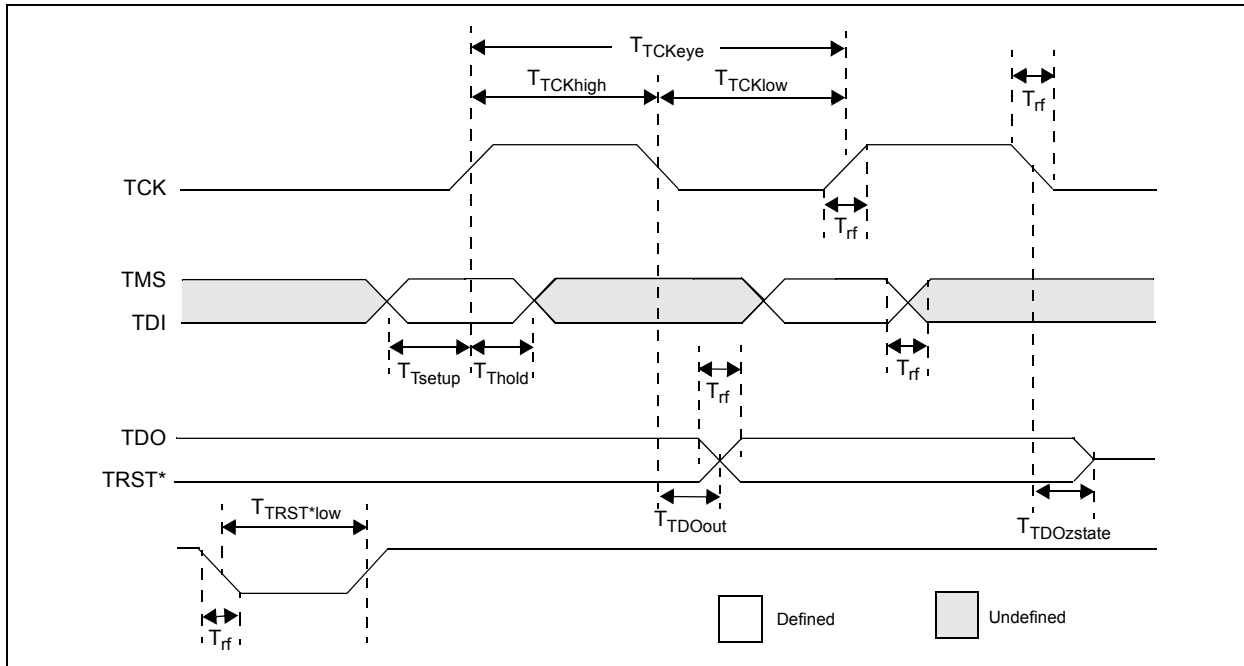 TTCKeye
TTCKhigh
TTCKlow
Trf
TCK
Trf
TMS
TDI
TTsetup
TThold
Trf
Trf
TDO
TRST*
TTRST*low
TTDOout
TTDOzstate
Trf
Defined
Undefined